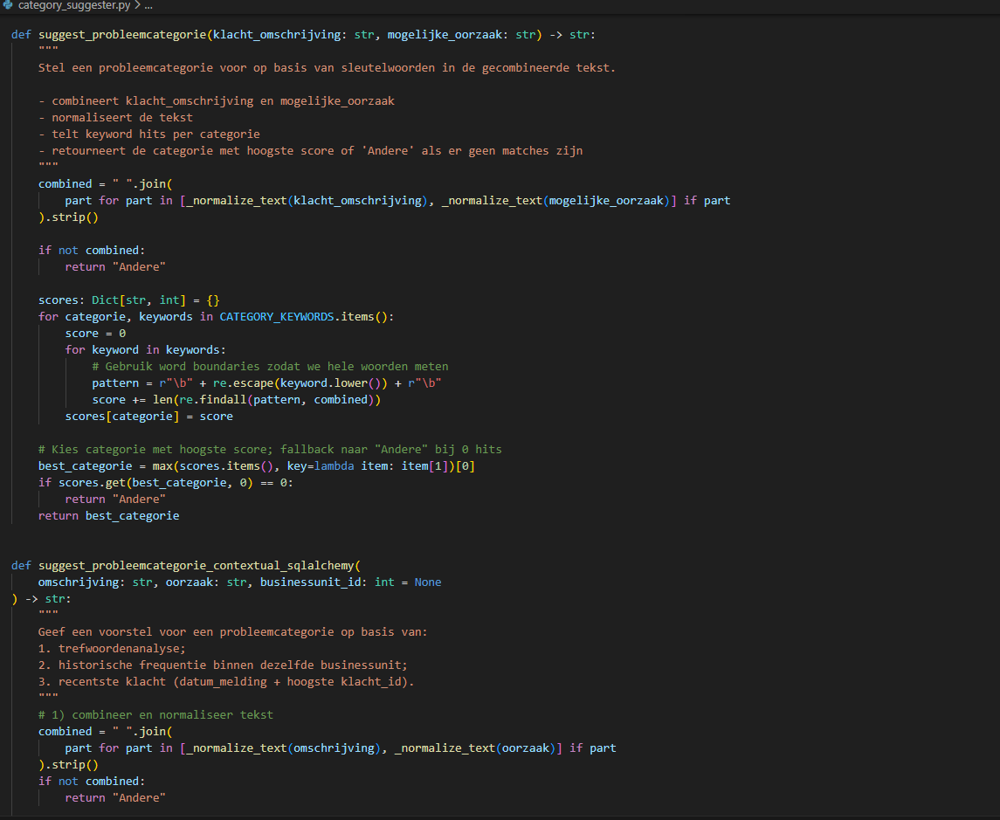 category_suggester.py > ...
def suggest_probleemcategorie(klacht_omschrijving: str, mogelijke_oorzaak: str) -> str:
    """
    Stel een probleemcategorie voor op basis van sleutelwoorden in de gecombineerde tekst.

    - combineert klacht_omschrijving en mogelijke_oorzaak
    - normaliseert de tekst
    - telt keyword hits per categorie
    - retourneert de categorie met hoogste score of 'Andere' als er geen matches zijn
    """
    combined = " ".join(
        part for part in [_normalize_text(klacht_omschrijving), _normalize_text(mogelijke_oorzaak)] if part
    ).strip()

    if not combined:
        return "Andere"

    scores: Dict[str, int] = {}
    for categorie, keywords in CATEGORY_KEYWORDS.items():
        score = 0
        for keyword in keywords:
            # Gebruik word boundaries zodat we hele woorden meten
            pattern = r"\b" + re.escape(keyword.lower()) + r"\b"
            score += len(re.findall(pattern, combined))
        scores[categorie] = score

    # Kies categorie met hoogste score; fallback naar "Andere" bij 0 hits
    best_categorie = max(scores.items(), key=lambda item: item[1])[0]
    if scores.get(best_categorie, 0) == 0:
        return "Andere"
    return best_categorie


def suggest_probleemcategorie_contextual_sqlalchemy(
    omschrijving: str, oorzaak: str, businessunit_id: int = None
) -> str:
    """
    Geef een voorstel voor een probleemcategorie op basis van:
    1. trefwoordenanalyse;
    2. historische frequentie binnen dezelfde businessunit;
    3. recentste klacht (datum_melding + hoogste klacht_id).
    """
    # 1) combineer en normaliseer tekst
    combined = " ".join(
        part for part in [_normalize_text(omschrijving), _normalize_text(oorzaak)] if part
    ).strip()
    if not combined:
        return "Andere"